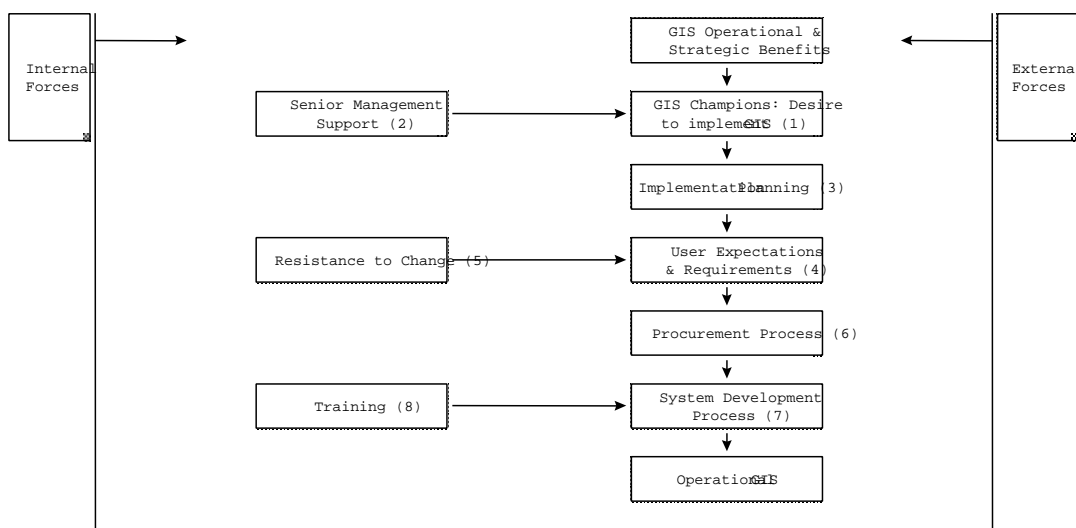 GIS Operational &
Strategic Benefits
Internal
Forces
External
Forces
Senior Management
Support (2)
GIS Champions: Desire
to implement GIS (1)
Implementation Planning (3)
Resistance to Change (5)
User Expectations
& Requirements (4)
Procurement Process (6)
Training (8)
System Development
Process (7)
Operational GIS